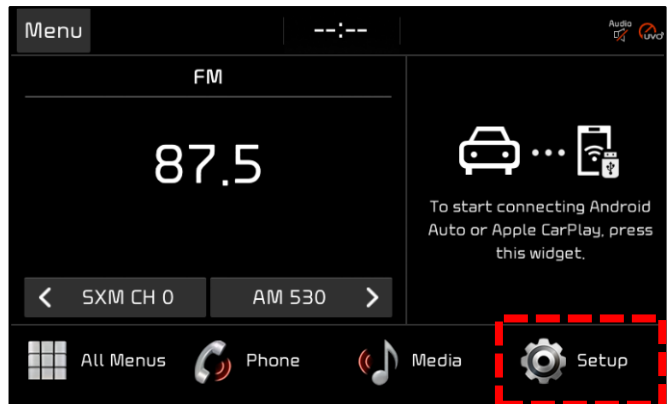 Menu
--:--
Audio
uvo
FM
87.5
To start connecting Android
Auto or Apple CarPlay, press
this widget.
SXM CH 0
AM 530
All Menus
Phone
Media
Setup